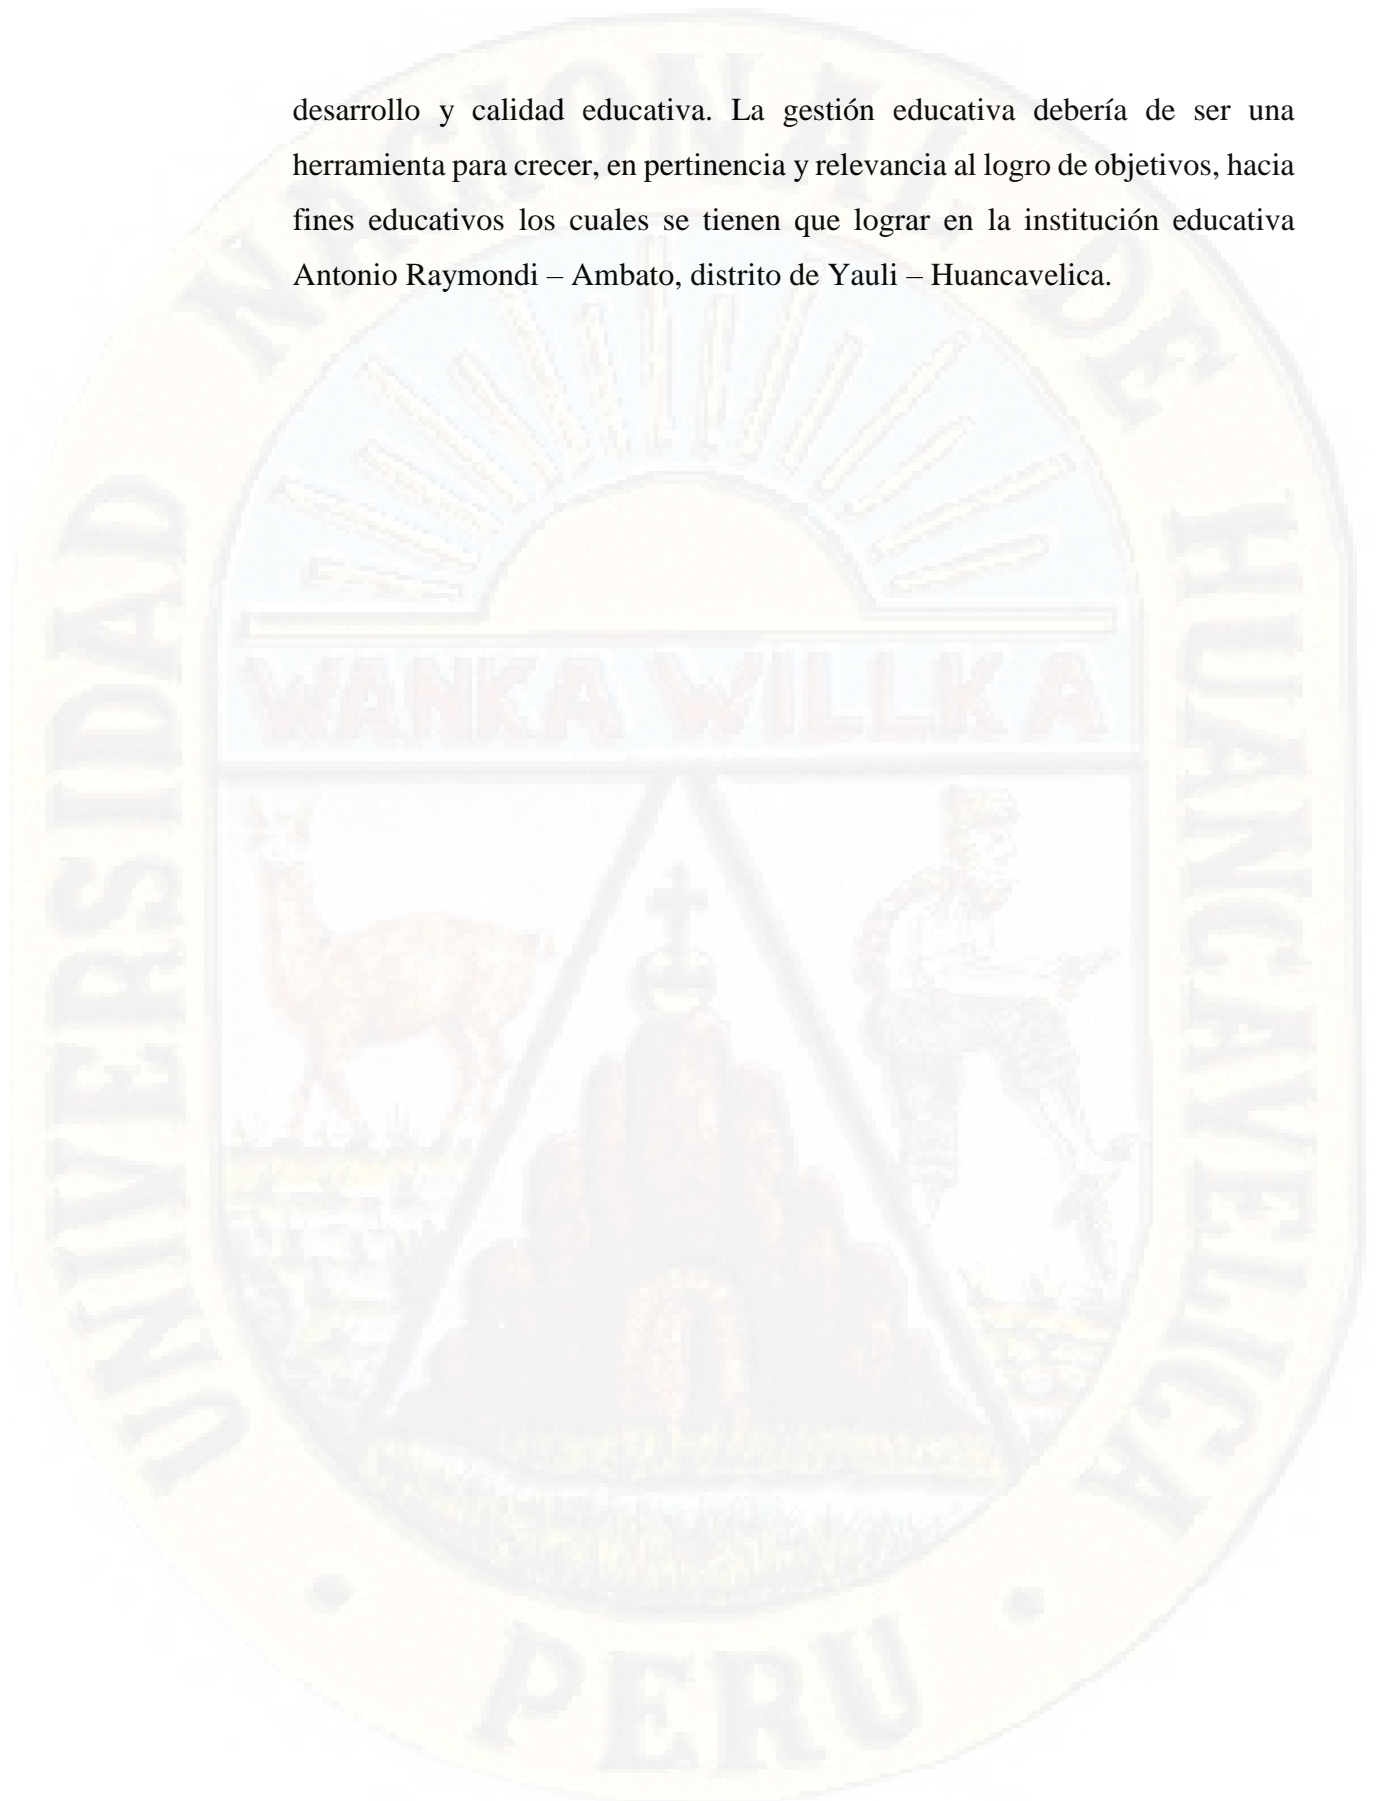 desarrollo y calidad educativa. La gestión educativa debería de ser una
herramienta para crecer, en pertinencia y relevancia al logro de objetivos, hacia
fines educativos los cuales se tienen que lograr en la institución educativa
Antonio Raymondi – Ambato, distrito de Yauli – Huancavelica.
UNIVERSIDAD NACIONAL DE HUANCAVELICA
WANKA WILLKA
PERU